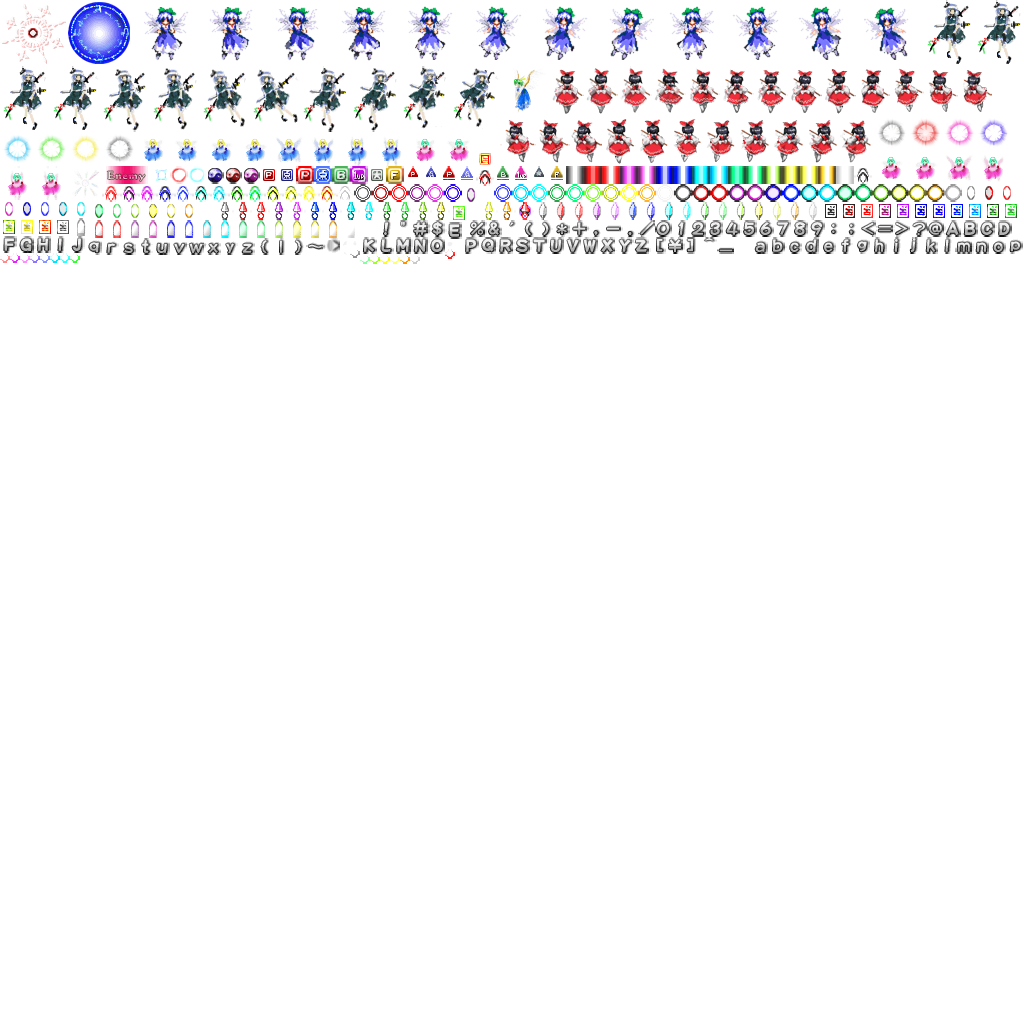 Enemy
P P B F
! " # $ E % & ' ( ) * + , - . / 0 1 2 3 4 5 6 7 8 9 : ; < = > ? @ A B C D
F G H I J q r s t u v w x y z ( | ) ~ K L M N O P Q R S T U V W X Y Z [ ¥ ] ^ _ a b c d e f g h i j k l m n o p